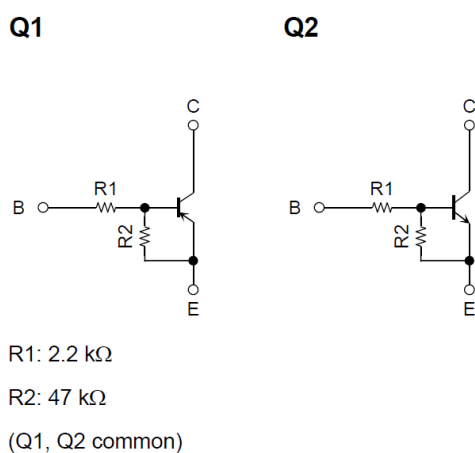 Q1
Q2
C
R1
B
R2
E
C
R1
B
R2
E
R1: 2.2 kΩ
R2: 47 kΩ
(Q1, Q2 common)